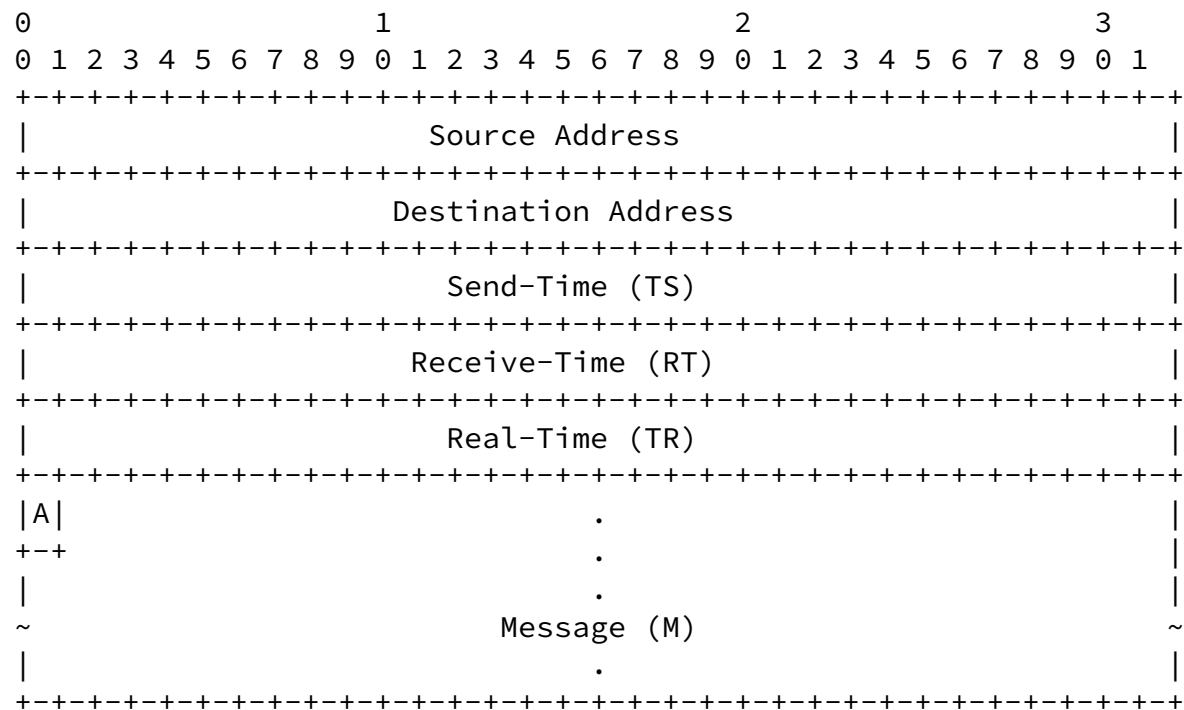 0                   1                   2                   3
0 1 2 3 4 5 6 7 8 9 0 1 2 3 4 5 6 7 8 9 0 1 2 3 4 5 6 7 8 9 0 1
+-+-+-+-+-+-+-+-+-+-+-+-+-+-+-+-+-+-+-+-+-+-+-+-+-+-+-+-+-+-+-+-+
|                      Source Address                           |
+-+-+-+-+-+-+-+-+-+-+-+-+-+-+-+-+-+-+-+-+-+-+-+-+-+-+-+-+-+-+-+-+
|                    Destination Address                        |
+-+-+-+-+-+-+-+-+-+-+-+-+-+-+-+-+-+-+-+-+-+-+-+-+-+-+-+-+-+-+-+-+
|                       Send-Time (TS)                          |
+-+-+-+-+-+-+-+-+-+-+-+-+-+-+-+-+-+-+-+-+-+-+-+-+-+-+-+-+-+-+-+-+
|                     Receive-Time (RT)                         |
+-+-+-+-+-+-+-+-+-+-+-+-+-+-+-+-+-+-+-+-+-+-+-+-+-+-+-+-+-+-+-+-+
|                       Real-Time (TR)                          |
+-+-+-+-+-+-+-+-+-+-+-+-+-+-+-+-+-+-+-+-+-+-+-+-+-+-+-+-+-+-+-+-+
|A|                             .                               |
+-+                             .                               |
|                               .                               |
~                          Message (M)                          ~
|                               .                               |
+-+-+-+-+-+-+-+-+-+-+-+-+-+-+-+-+-+-+-+-+-+-+-+-+-+-+-+-+-+-+-+-+